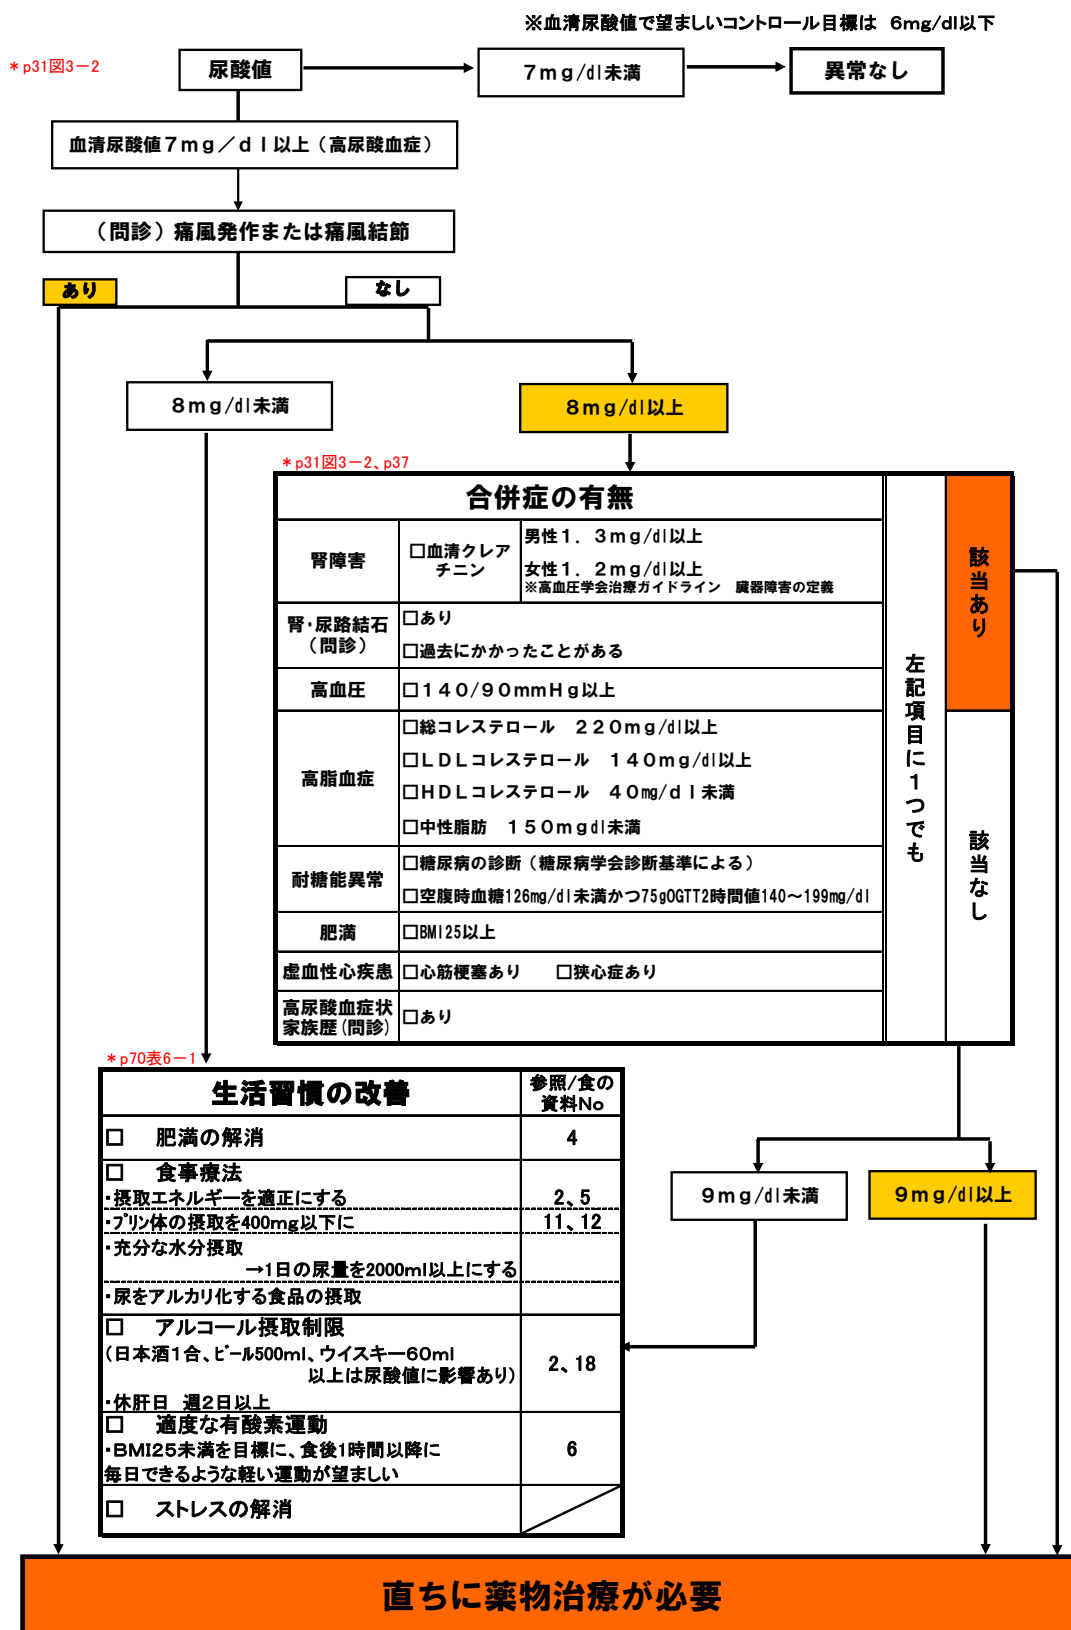 ※血清尿酸値で望ましいコントロール目標は 6mg/dl以下
＊p31図3－2
尿酸値
7mg/dl未満
異常なし
血清尿酸値7mg／dl以上（高尿酸血症）
（問診）痛風発作または痛風結節
あり
なし
8mg/dl未満
8mg/dl以上
＊p31図3－2、p37
合併症の有無
腎障害
□血清クレア
チニン
男性1．3mg/dl以上
女性1．2mg/dl以上
※高血圧学会治療ガイドライン 臓器障害の定義
腎・尿路結石
（問診）
□あり
□過去にかかったことがある
高血圧
□140/90mmHg以上
高脂血症
□総コレステロール 220mg/dl以上
□LDLコレステロール 140mg/dl以上
□HDLコレステロール 40mg/dl未満
□中性脂肪 150mgdl未満
耐糖能異常
□糖尿病の診断（糖尿病学会診断基準による）
□空腹時血糖126mg/dl未満かつ75gOGTT2時間値140～199mg/dl
肥満
□BMI25以上
虚血性心疾患
□心筋梗塞あり □狭心症あり
高尿酸血症状
家族歴(問診)
□あり
左記項目に1つでも
該当あり
該当なし
＊p70表6－1
生活習慣の改善
参照/食の
資料No
□ 肥満の解消
4
□ 食事療法
・摂取エネルギーを適正にする
2、5
・プリン体の摂取を400mg以下に
11、12
・充分な水分摂取
→1日の尿量を2000ml以上にする
・尿をアルカリ化する食品の摂取
□ アルコール摂取制限
（日本酒1合、ビール500ml、ウイスキー60ml
以上は尿酸値に影響あり）
2、18
・休肝日 週2日以上
□ 適度な有酸素運動
・BMI25未満を目標に、食後1時間以降に
毎日できるような軽い運動が望ましい
6
□ ストレスの解消
9mg/dl未満
9mg/dl以上
直ちに薬物治療が必要